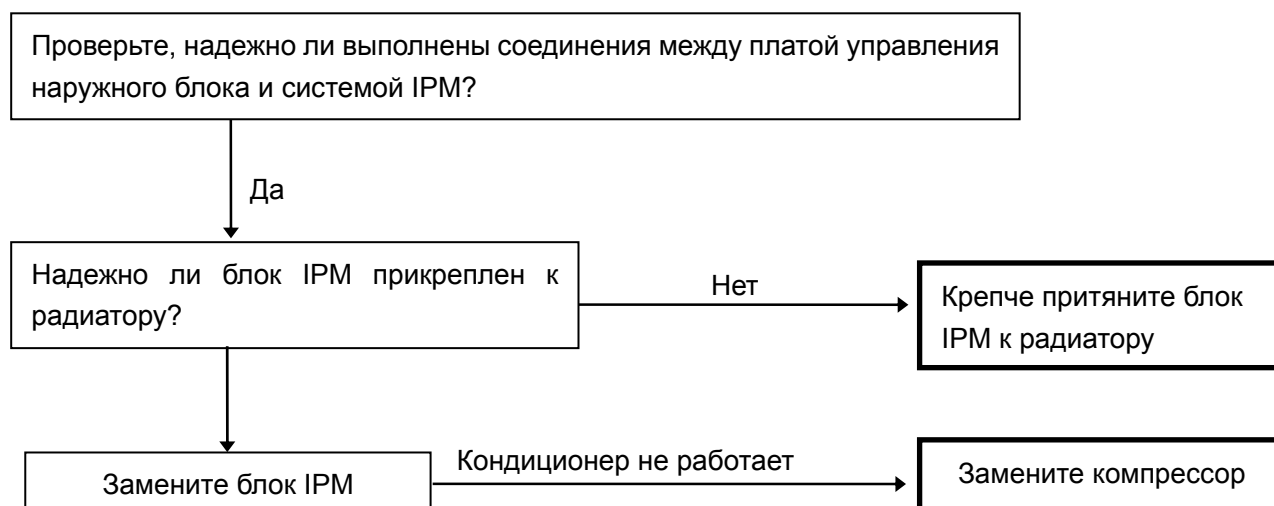 Проверьте, надежно ли выполнены соединения между платой управления
наружного блока и системой IPM?
Да
Надежно ли блок IPM прикреплен к
радиатору?
Нет
Крепче притяните блок
IPM к радиатору
Замените блок IPM
Кондиционер не работает
Замените компрессор